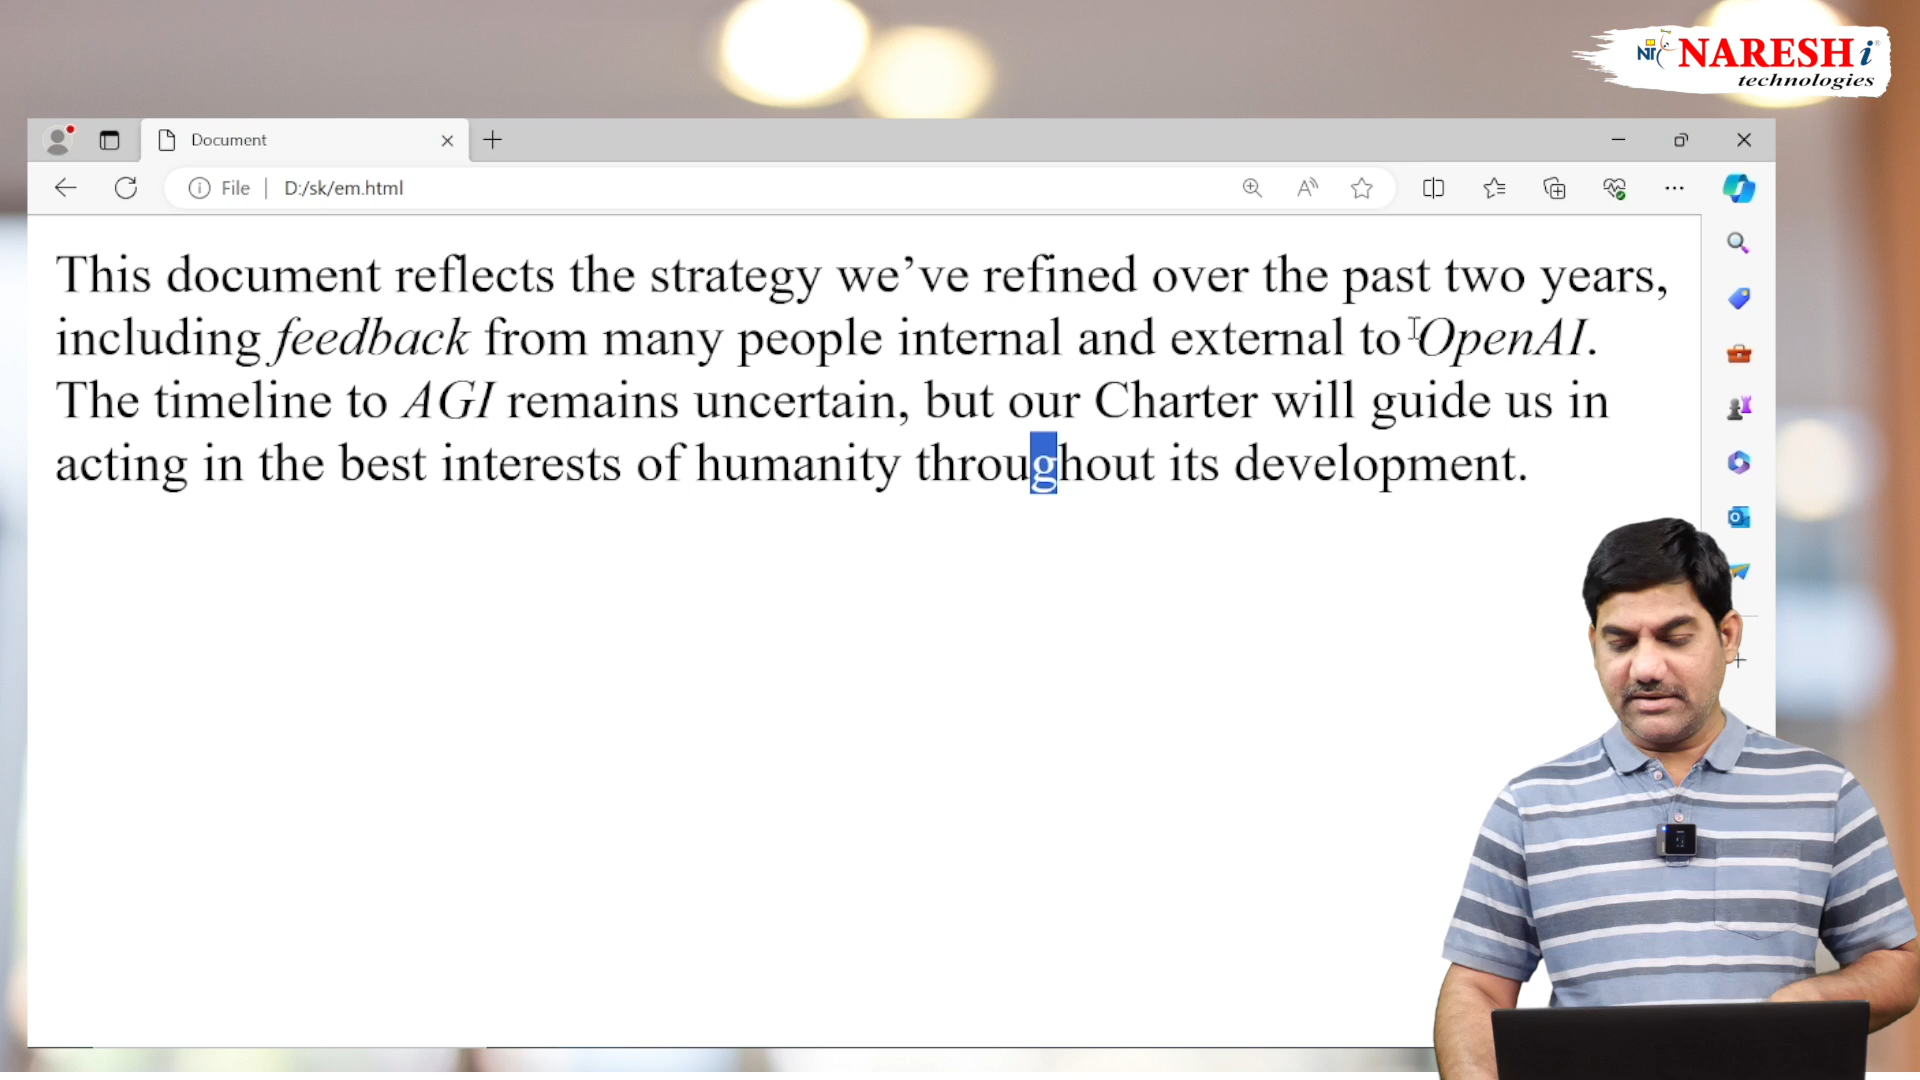 NiT NARESH i
technologies
Document
File | D:/sk/em.html
This document reflects the strategy we’ve refined over the past two years,
including feedback from many people internal and external to OpenAI.
The timeline to AGI remains uncertain, but our Charter will guide us in
acting in the best interests of humanity throughout its development.